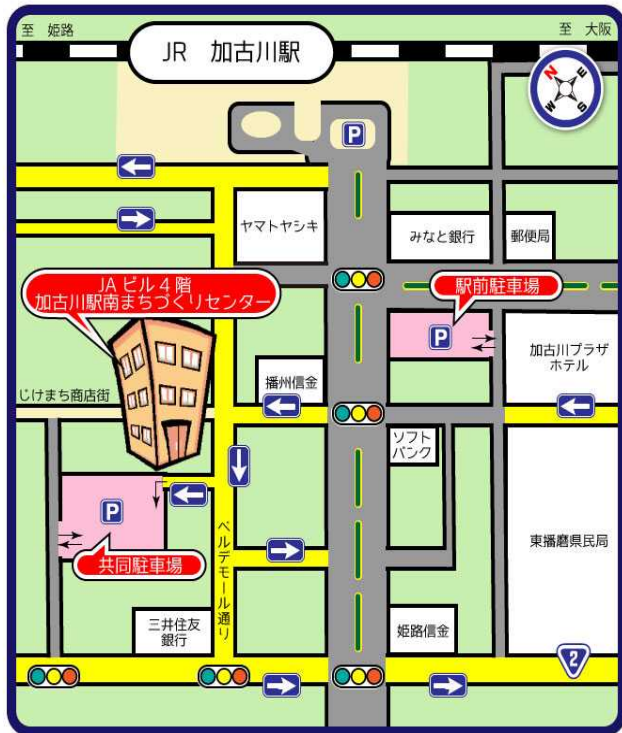 至 姫路
JR 加古川駅
至 大阪
N
E
W
S
P
ヤマトヤシキ
みなと銀行
郵便局
JAビル4階
加古川駅南まちづくりセンター
駅前駐車場
P
加古川プラザ
ホテル
播州信金
じけまち商店街
ソフト
バンク
P
共同駐車場
ベルデモール通り
東播磨県民局
三井住友
銀行
姫路信金
2